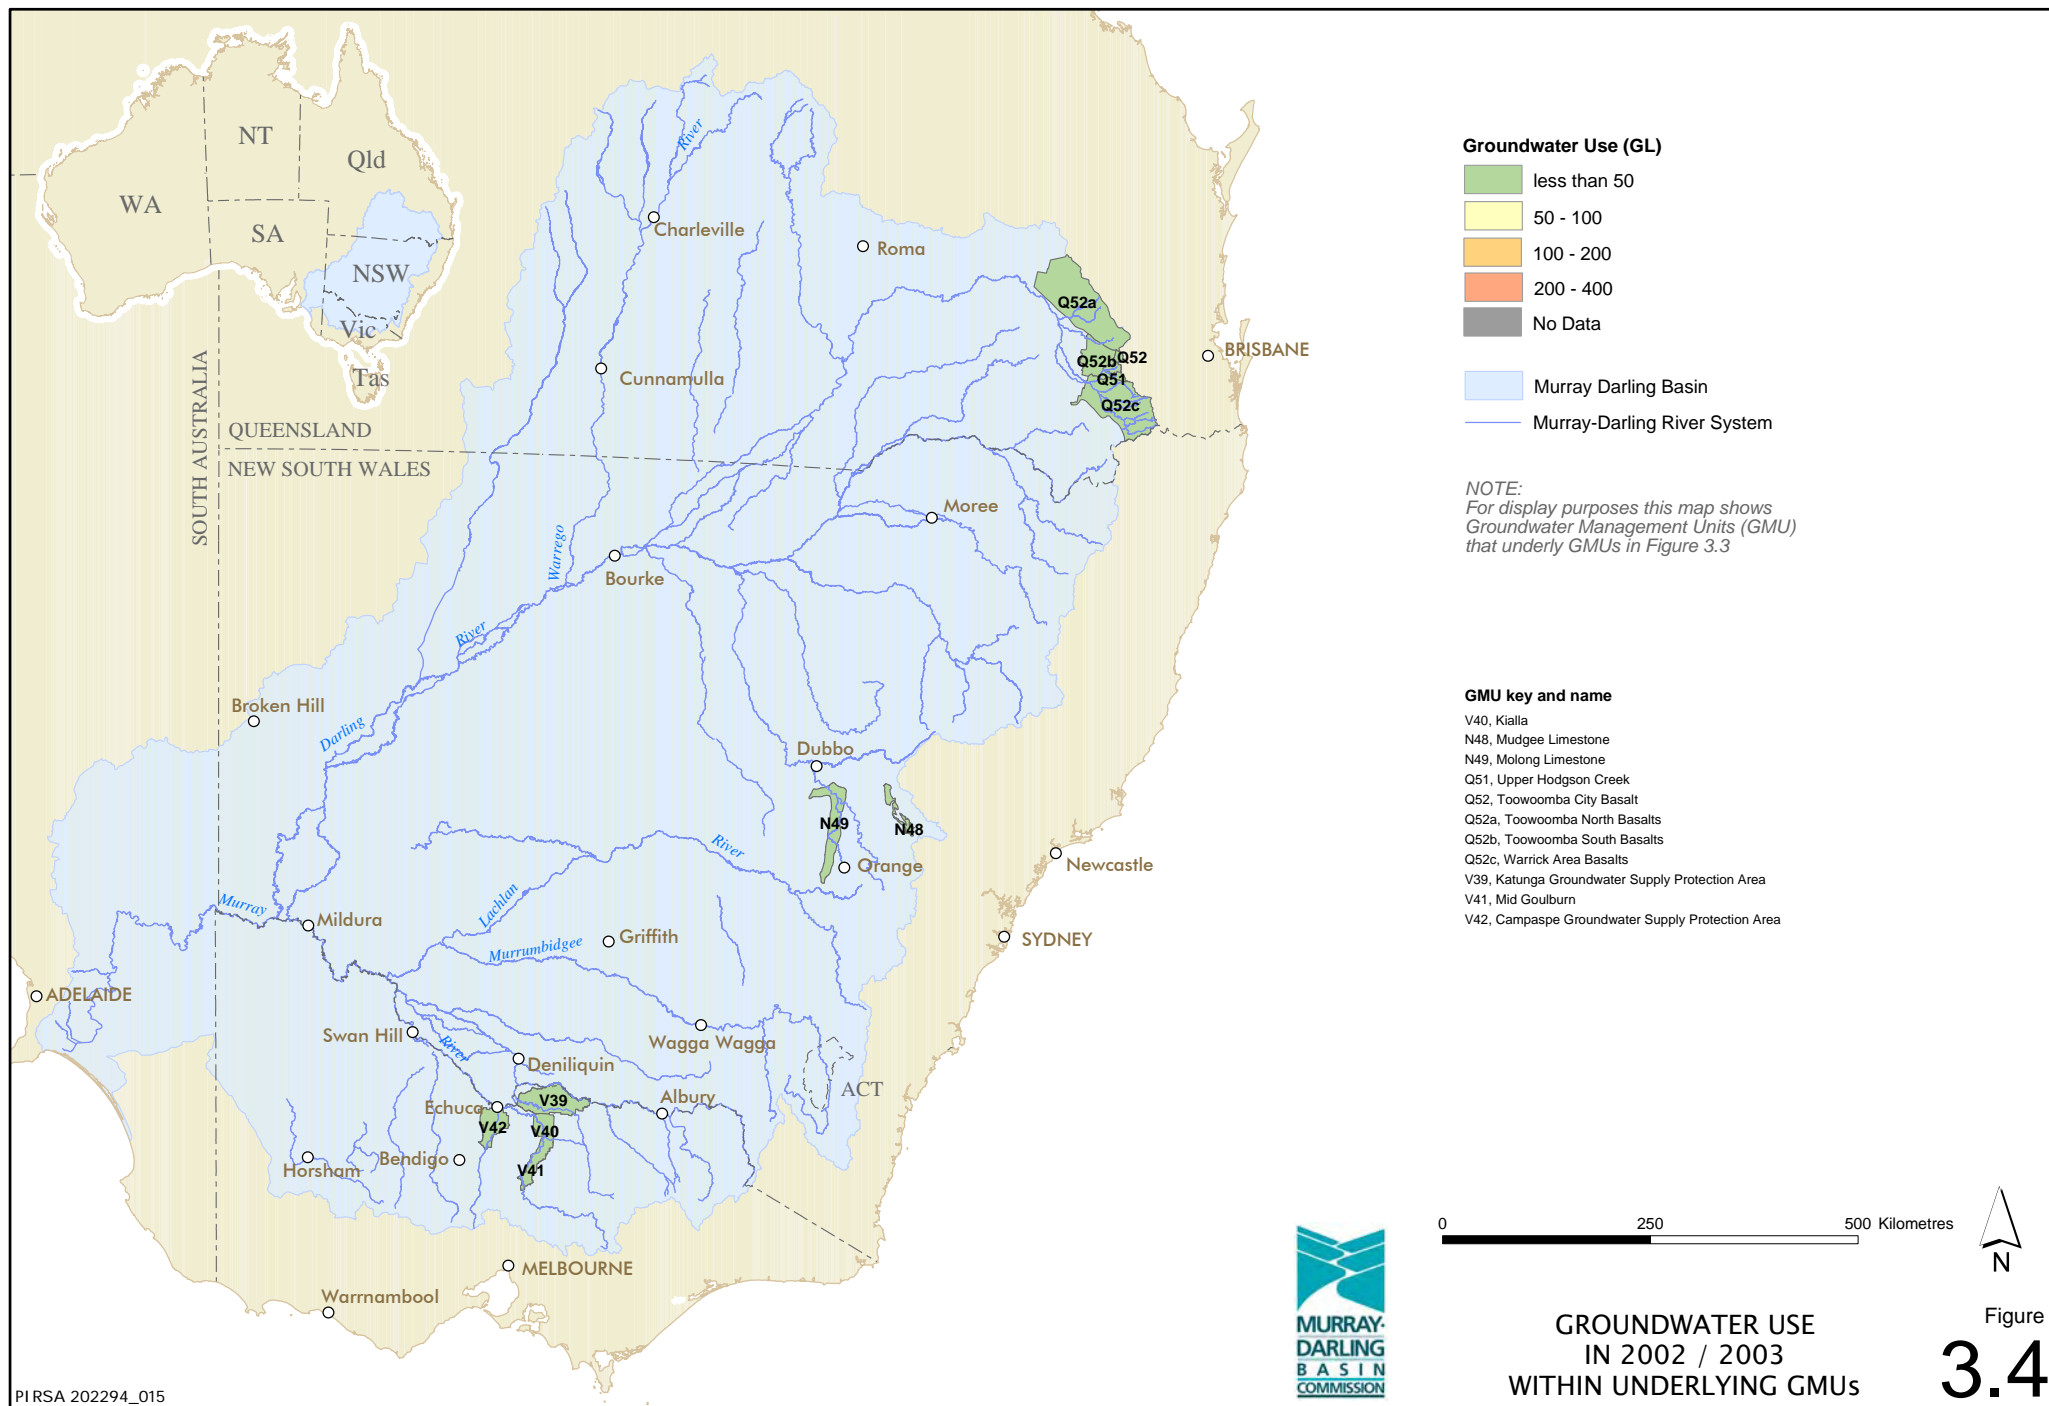 NT
Qld
WA
SA
NSW
Vic
Tas
River
Charleville
Roma
Q52a
Q52
Q52b
Q51
Q52c
BRISBANE
Cunnamulla
SOUTH AUSTRALIA
QUEENSLAND
NEW SOUTH WALES
Moree
Warrego
Bourke
River
Broken Hill
Darling
Dubbo
N49
N48
River
Orange
Newcastle
Lachlan
Murray
Mildura
Griffith
Murrumbidgee
SYDNEY
ADELAIDE
Swan Hill
River
Wagga Wagga
Deniliquin
ACT
Echuca
V39
Albury
V42
V40
Bendigo
V41
Horsham
MELBOURNE
Warrnambool
PIRSA 202294_015
Groundwater Use (GL)
less than 50
50 - 100
100 - 200
200 - 400
No Data
Murray Darling Basin
Murray-Darling River System
NOTE:
For display purposes this map shows
Groundwater Management Units (GMU)
that underly GMUs in Figure 3.3
GMU key and name
V40, Kialla
N48, Mudgee Limestone
N49, Molong Limestone
Q51, Upper Hodgson Creek
Q52, Toowoomba City Basalt
Q52a, Toowoomba North Basalts
Q52b, Toowoomba South Basalts
Q52c, Warrick Area Basalts
V39, Katunga Groundwater Supply Protection Area
V41, Mid Goulburn
V42, Campaspe Groundwater Supply Protection Area
0 250 500 Kilometres
N
MURRAY-
DARLING
BASIN
COMMISSION
GROUNDWATER USE
IN 2002 / 2003
WITHIN UNDERLYING GMUs
Figure
3.4